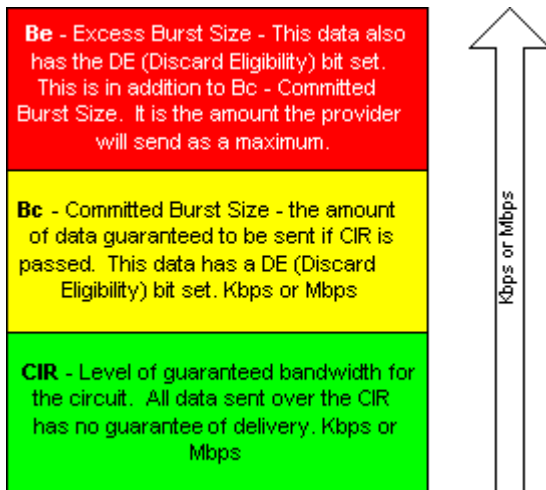 Be - Excess Burst Size - This data also
has the DE (Discard Eligibility) bit set.
This is in addition to Bc - Committed
Burst Size. It is the amount the provider
will send as a maximum.
Bc - Committed Burst Size - the amount
of data guaranteed to be sent if CIR is
passed. This data has a DE (Discard
Eligibility) bit set. Kbps or Mbps
CIR - Level of guaranteed bandwidth for
the circuit. All data sent over the CIR
has no guarantee of delivery. Kbps or
Mbps
Kbps or Mbps